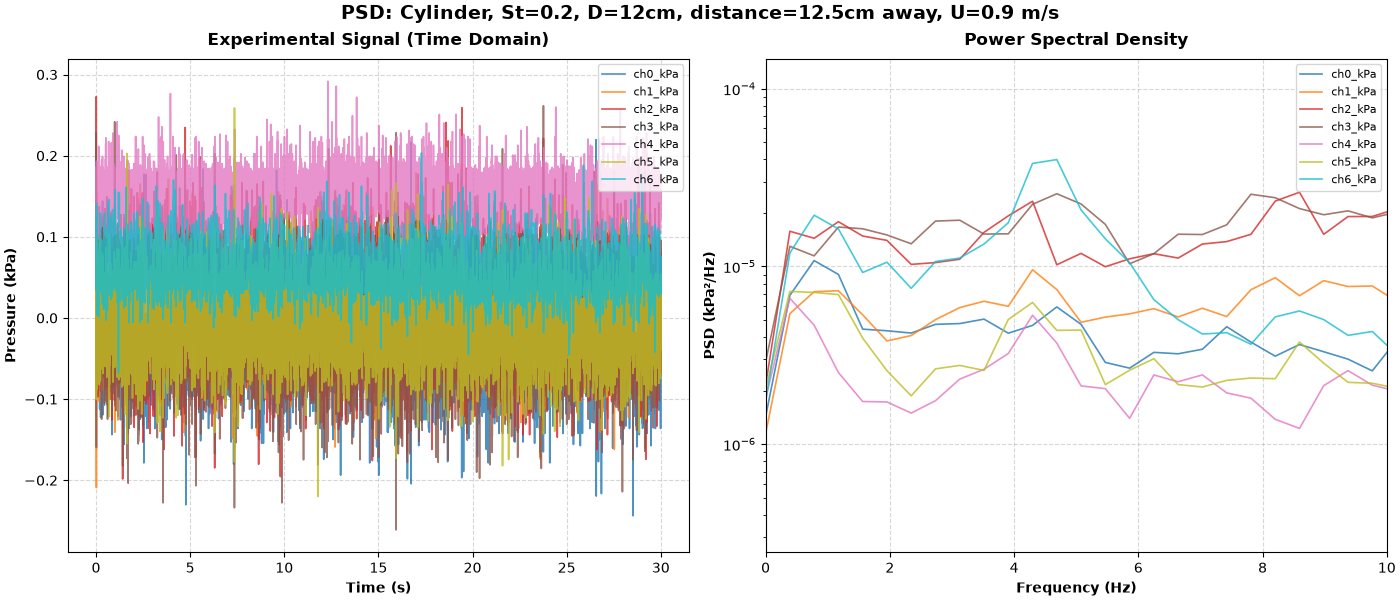 PSD: Cylinder, St=0.2, D=12cm, distance=12.5cm away, U=0.9 m/s
Experimental Signal (Time Domain)
Pressure (kPa)
0.3
0.2
0.1
0.0
−0.1
−0.2
0
5
10
15
20
25
30
Time (s)
ch0_kPa
ch1_kPa
ch2_kPa
ch3_kPa
ch4_kPa
ch5_kPa
ch6_kPa
Power Spectral Density
PSD (kPa²/Hz)
10⁻⁴
10⁻⁵
10⁻⁶
0
2
4
6
8
10
Frequency (Hz)
ch0_kPa
ch1_kPa
ch2_kPa
ch3_kPa
ch4_kPa
ch5_kPa
ch6_kPa